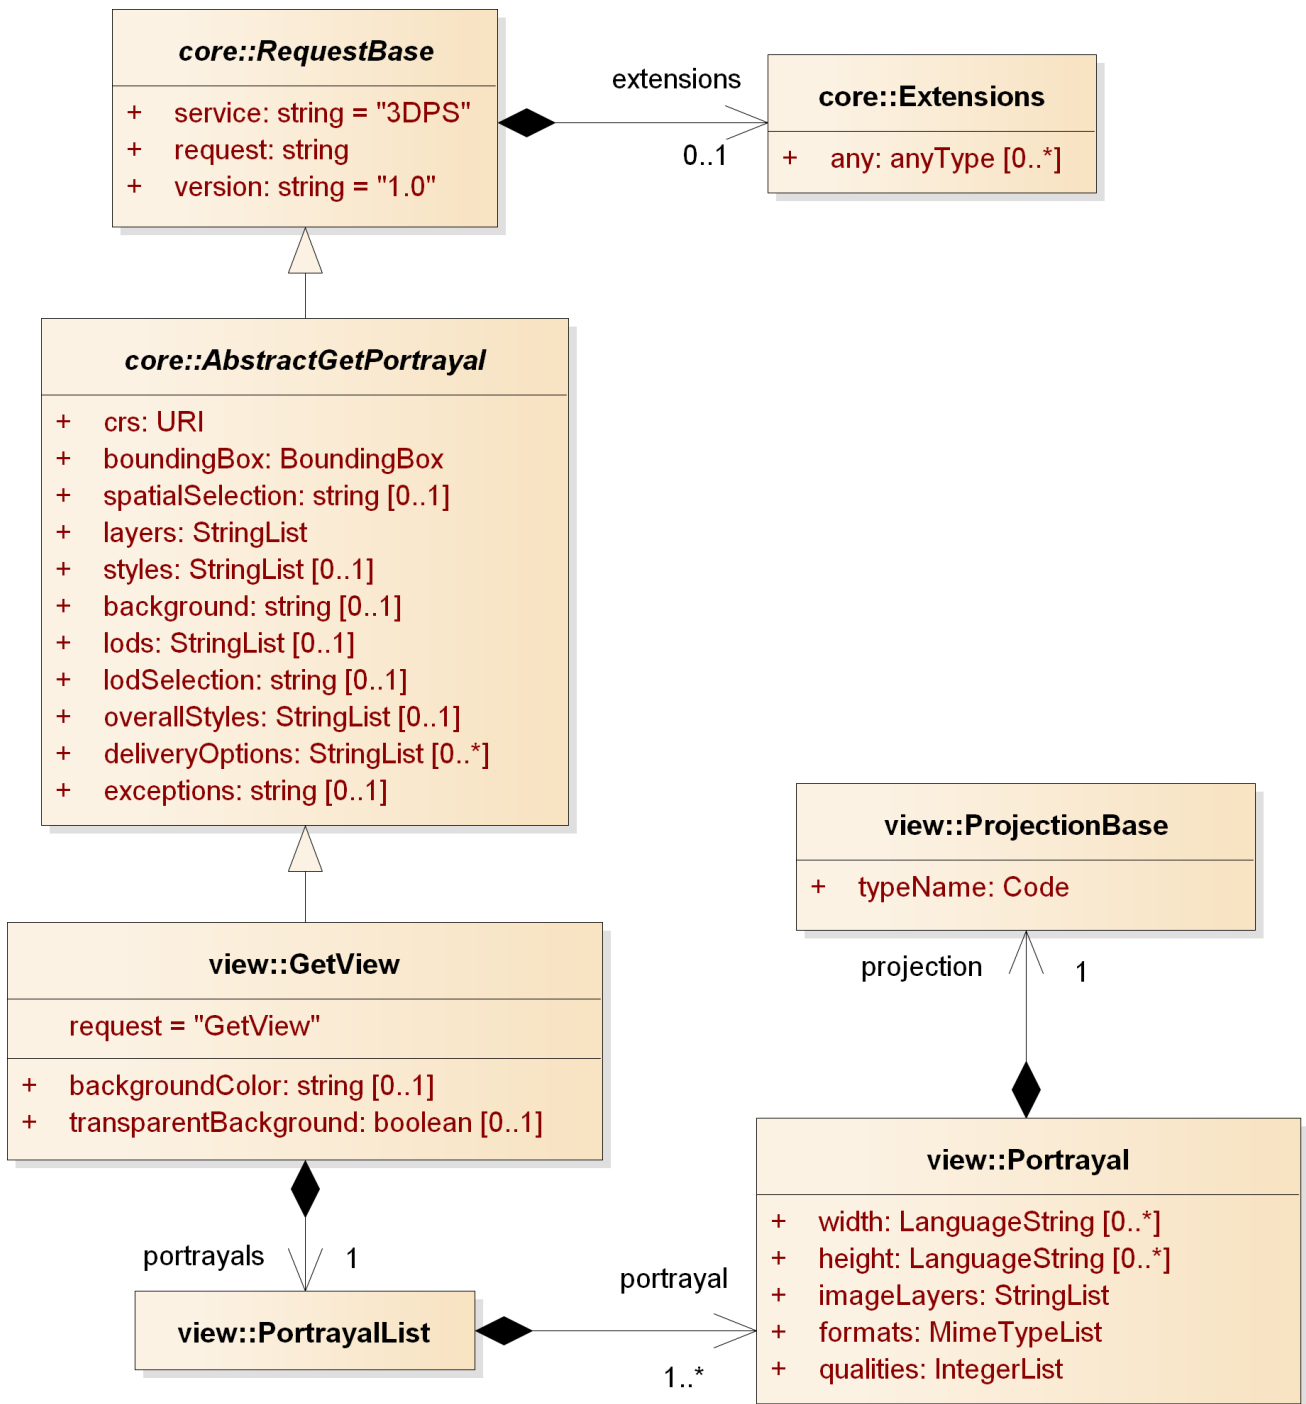 core::RequestBase
+ service: string = "3DPS"
+ request: string
+ version: string = "1.0"
extensions
0..1
core::Extensions
+ any: anyType [0..*]
core::AbstractGetPortrayal
+ crs: URI
+ boundingBox: BoundingBox
+ spatialSelection: string [0..1]
+ layers: StringList
+ styles: StringList [0..1]
+ background: string [0..1]
+ lods: StringList [0..1]
+ lodSelection: string [0..1]
+ overallStyles: StringList [0..1]
+ deliveryOptions: StringList [0..*]
+ exceptions: string [0..1]
view::ProjectionBase
+ typeName: Code
projection 1
view::GetView
request = "GetView"
+ backgroundColor: string [0..1]
+ transparentBackground: boolean [0..1]
portrayals 1
view::PortrayalList
portrayal
1..*
view::Portrayal
+ width: LanguageString [0..*]
+ height: LanguageString [0..*]
+ imageLayers: StringList
+ formats: MimeTypeList
+ qualities: IntegerList